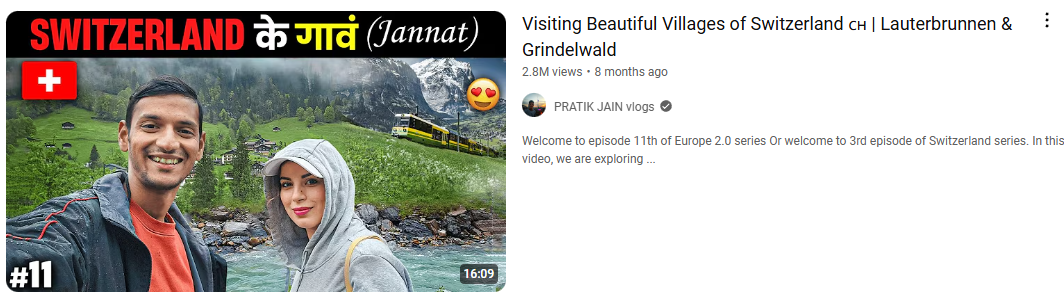 SWITZERLAND के गावं (Jannat)
#11
16:09
Visiting Beautiful Villages of Switzerland ᴄʜ | Lauterbrunnen &
Grindelwald
2.8M views • 8 months ago
PRATIK JAIN vlogs
Welcome to episode 11th of Europe 2.0 series Or welcome to 3rd episode of Switzerland series. In this
video, we are exploring ...